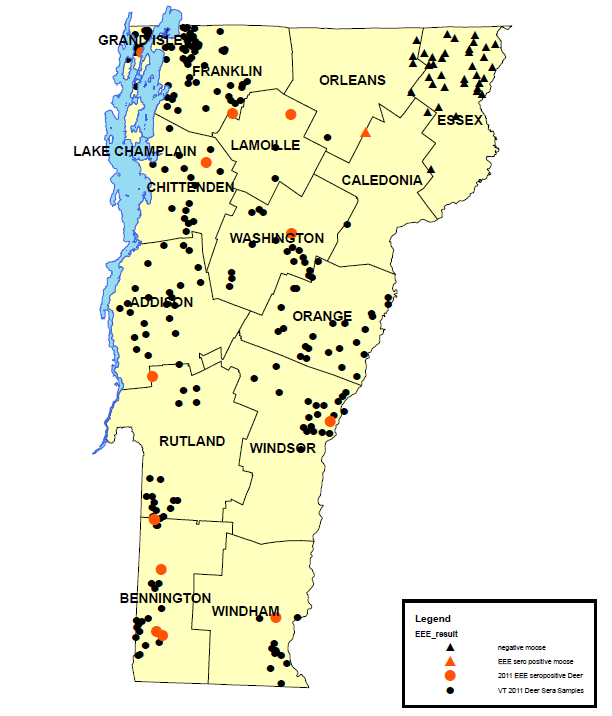 GRAND ISLE
FRANKLIN
ORLEANS
ESSEX
LAKE CHAMPLAIN
LAMOILLE
CALEDONIA
CHITTENDEN
WASHINGTON
ADDISON
ORANGE
RUTLAND
WINDSOR
BENNINGTON
WINDHAM
Legend
EEE_result
negative moose
EEE sero positive moose
2011 EEE seropositive Deer
VT 2011 Deer Sera Samples